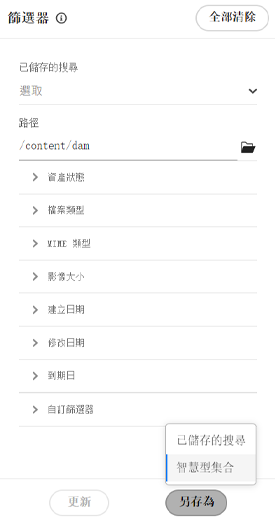 篩選器
全部清除
已儲存的搜尋
選取
路徑
/content/dam
資產狀態
檔案類型
MIME 類型
影像大小
建立日期
修改日期
到期日
自訂篩選器
已儲存的搜尋
智慧型集合
更新
另存為